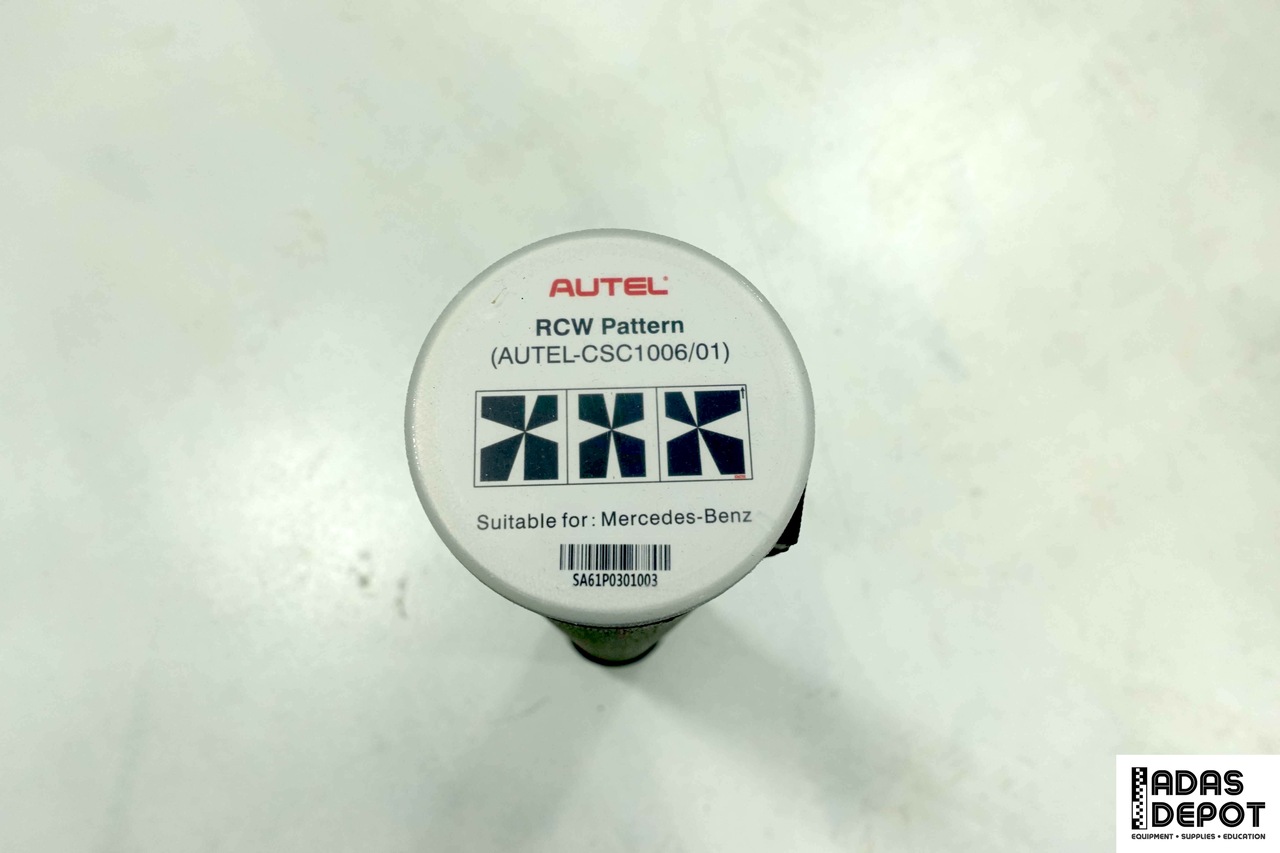 AUTEL
RCW Pattern
(AUTEL-CSC1006/01)
Suitable for: Mercedes-Benz
SA61P0301003
ADAS
DEPOT
EQUIPMENT • SUPPLIES • EDUCATION